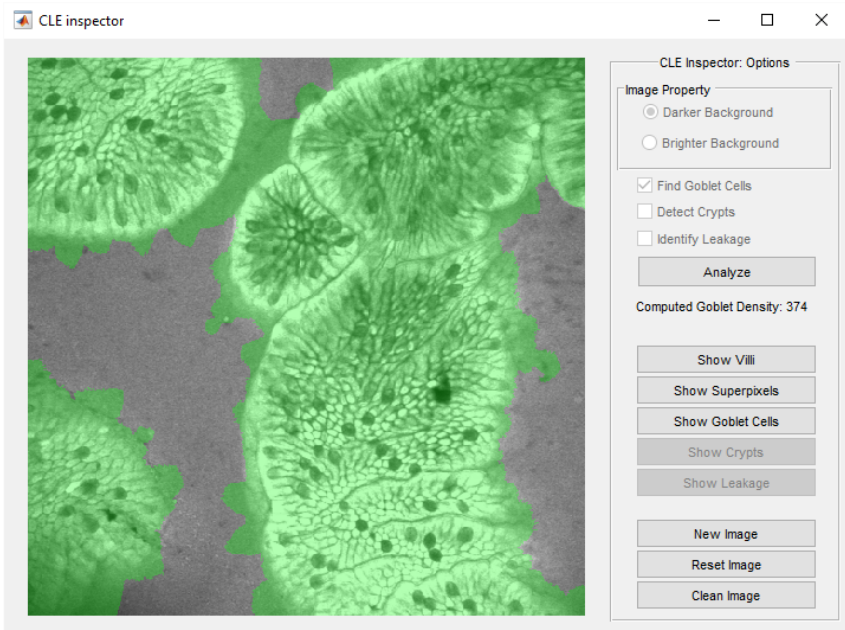 CLE inspector
CLE Inspector: Options
Image Property
Darker Background
Brighter Background
Find Goblet Cells
Detect Crypts
Identify Leakage
Analyze
Computed Goblet Density: 374
Show Villi
Show Superpixels
Show Goblet Cells
Show Crypts
Show Leakage
New Image
Reset Image
Clean Image